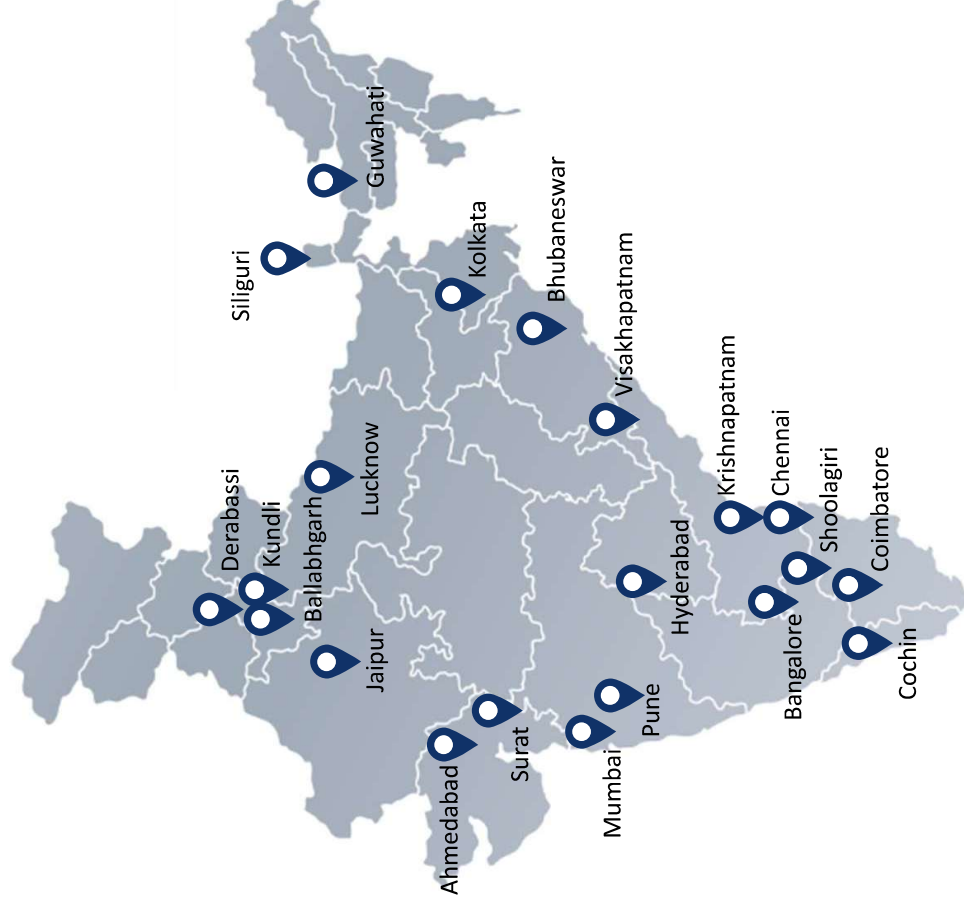 Siliguri
Guwahati
Derabassi
Kundli
Ballabhgarh
Lucknow
Jaipur
Kolkata
Bhubaneswar
Ahmedabad
Surat
Visakhapatnam
Mumbai
Pune
Hyderabad
Krishnapatnam
Chennai
Shoolagiri
Bangalore
Coimbatore
Cochin